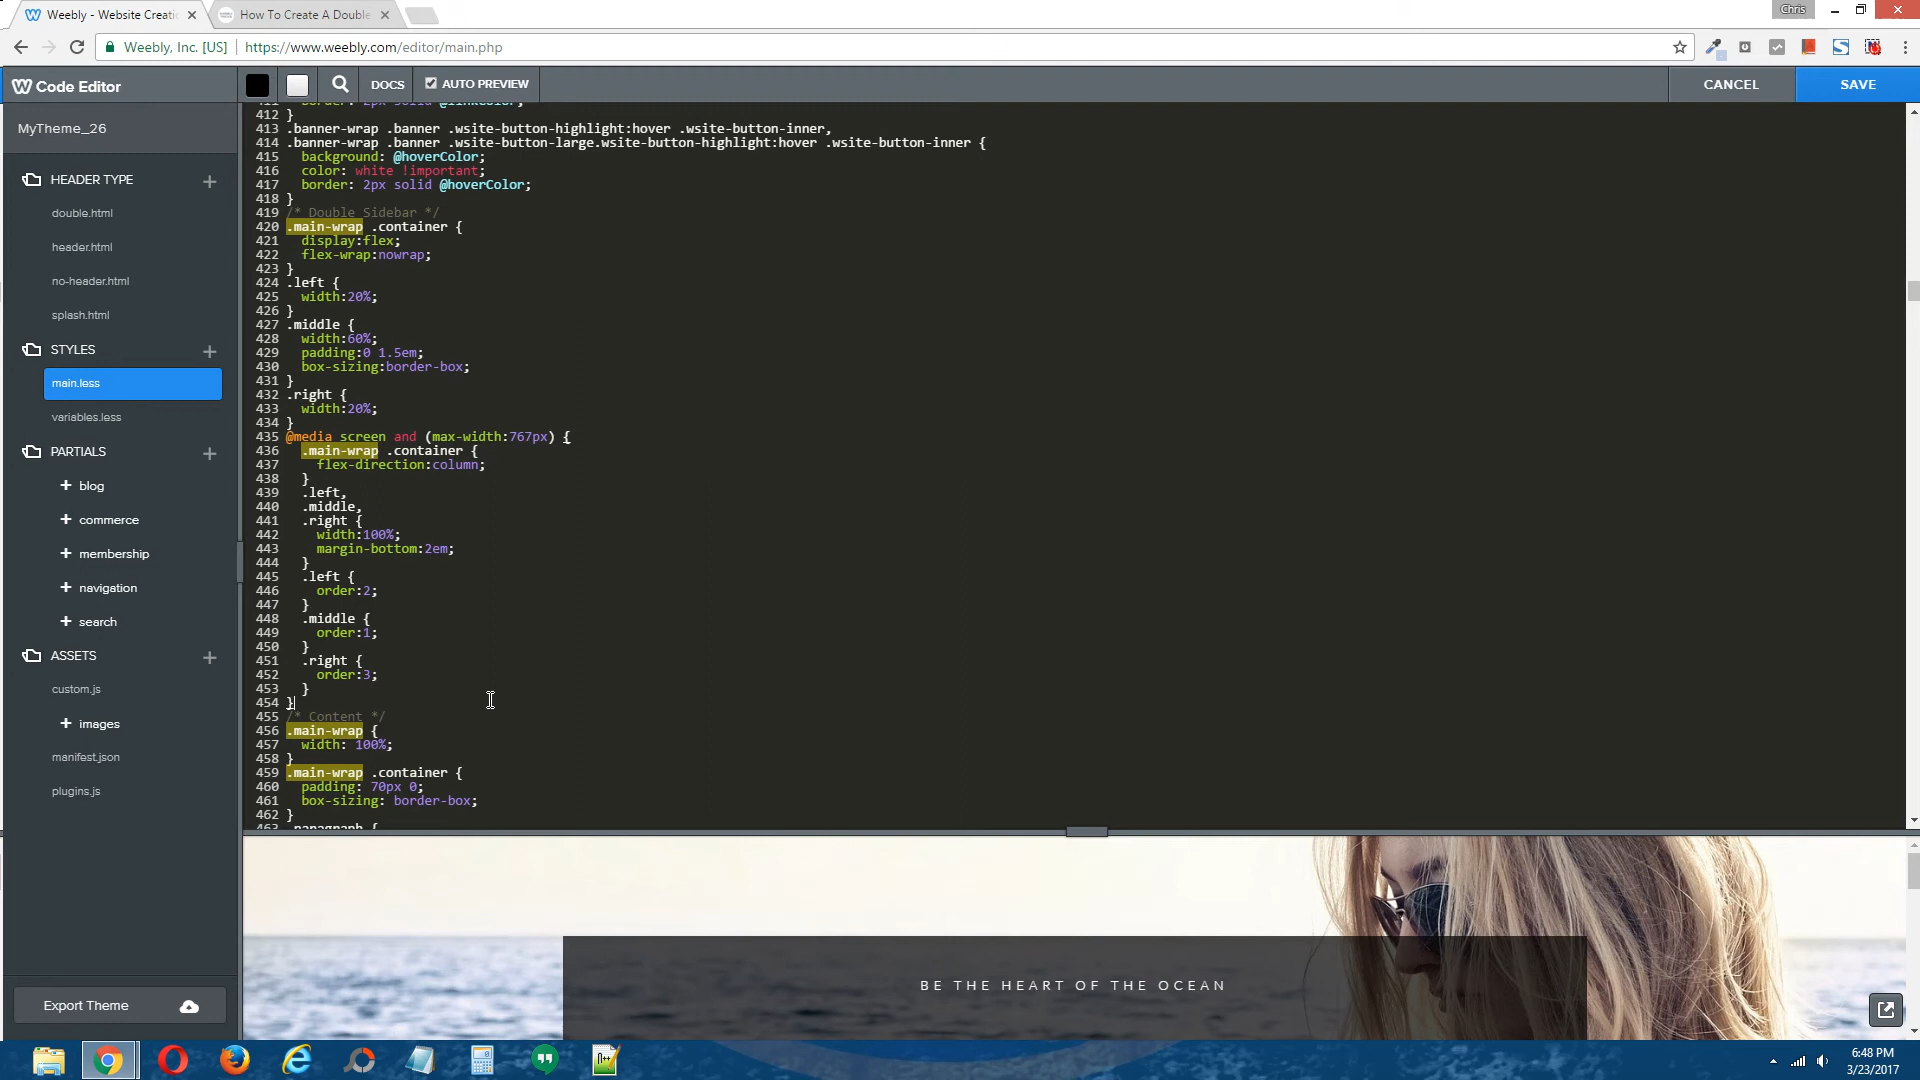 Weebly - Website Creatic
How To Create A Double
Chris
Weebly, Inc. [US]
https://www.weebly.com/editor/main.php
Code Editor
DOCS
AUTO PREVIEW
CANCEL
SAVE
MyTheme_26
HEADER TYPE
double.html
header.html
no-header.html
splash.html
STYLES
main.less
variables.less
PARTIALS
blog
commerce
membership
navigation
search
ASSETS
custom.js
images
manifest.json
plugins.js
Export Theme
411   border: 2px solid @linkColor;
412 }
413 .banner-wrap .banner .wsite-button-highlight:hover .wsite-button-inner,
414 .banner-wrap .banner .wsite-button-large.wsite-button-highlight:hover .wsite-button-inner {
415   background: @hoverColor;
416   color: white !important;
417   border: 2px solid @hoverColor;
418 }
419 /* Double Sidebar */
420 .main-wrap .container {
421   display:flex;
422   flex-wrap:nowrap;
423 }
424 .left {
425   width:20%;
426 }
427 .middle {
428   width:60%;
429   padding:0 1.5em;
430   box-sizing:border-box;
431 }
432 .right {
433   width:20%;
434 }
435 @media screen and (max-width:767px) {
436   .main-wrap .container {
437     flex-direction:column;
438   }
439   .left,
440   .middle,
441   .right {
442     width:100%;
443     margin-bottom:2em;
444   }
445   .left {
446     order:2;
447   }
448   .middle {
449     order:1;
450   }
451   .right {
452     order:3;
453   }
454 }
455 /* Content */
456 .main-wrap {
457   width: 100%;
458 }
459 .main-wrap .container {
460   padding: 70px 0;
461   box-sizing: border-box;
462 }
463 .paragraph {
BE THE HEART OF THE OCEAN
6:48 PM
3/23/2017